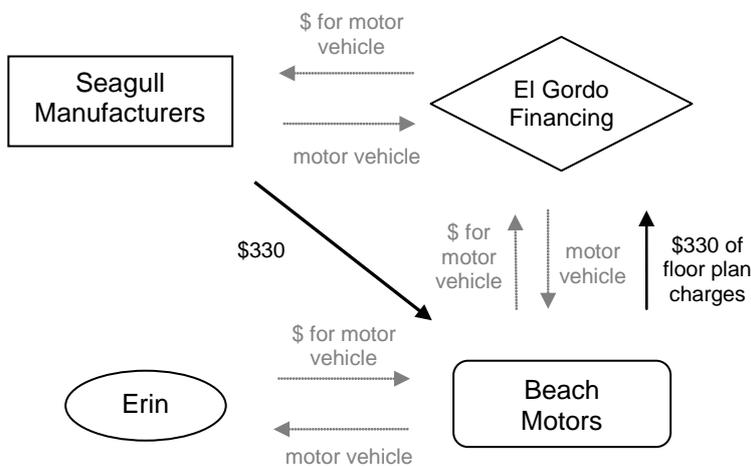 $ for motor
vehicle
Seagull
Manufacturers
El Gordo
Financing
motor vehicle
$330
$ for
motor
vehicle
motor
vehicle
$330 of
floor plan
charges
$ for motor
vehicle
Erin
Beach
Motors
motor vehicle